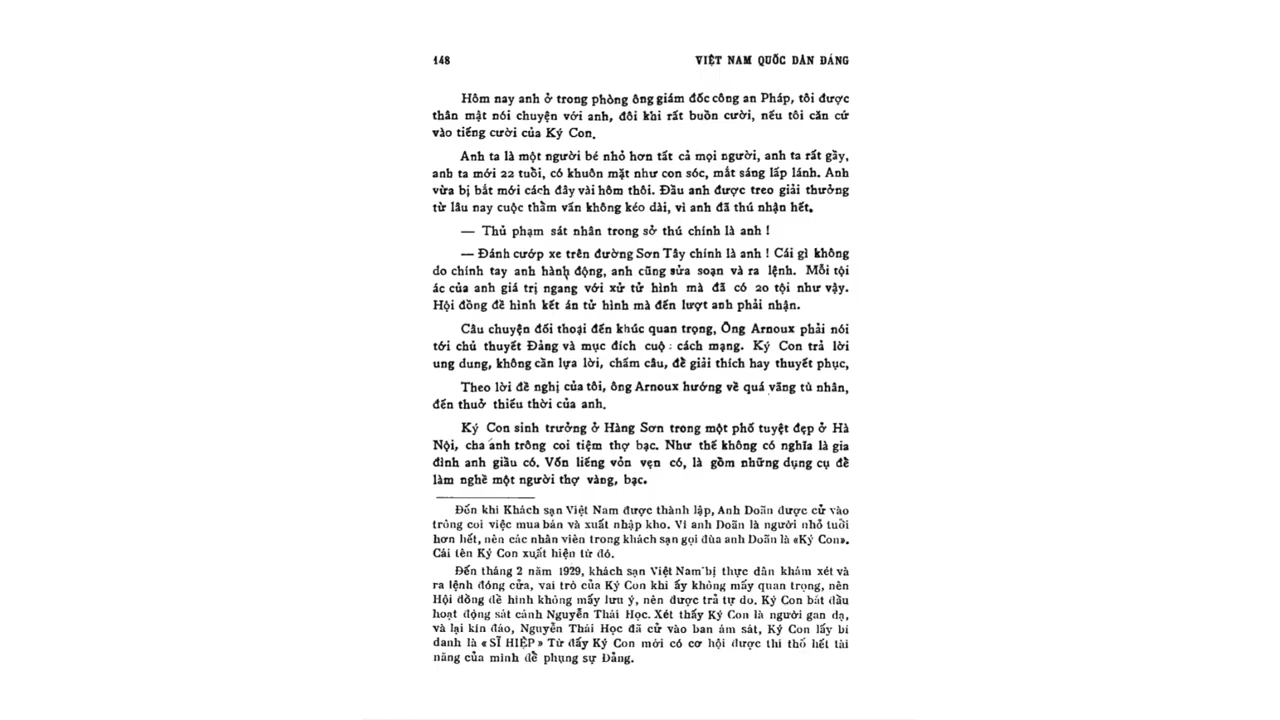 148 VIỆT NAM QUỐC DÂN ĐẢNG
Hôm nay anh ở trong phòng ông giám đốc công an Pháp, tôi được
thân mật nói chuyện với anh, đôi khi rất buồn cười, nếu tôi căn cứ
vào tiếng cười của Ký Con.
Anh ta là một người bé nhỏ hơn tất cả mọi người, anh ta rất gầy,
anh ta mới 22 tuổi, có khuôn mặt như con sóc, mắt sáng lấp lánh. Anh
vừa bị bắt mới cách đây vài hôm thôi. Đầu anh được treo giải thưởng
từ lâu nay cuộc thẩm vấn không kéo dài, vì anh đã thú nhận hết.
— Thủ phạm sát nhân trong sở thú chính là anh !
— Đánh cướp xe trên đường Sơn Tây chính là anh ! Cái gì không
do chính tay anh hành động, anh cũng sửa soạn và ra lệnh. Mỗi tội
ác của anh giá trị ngang với xử tử hình mà đã có 20 tội như vậy.
Hội đồng đề hình kết án tử hình mà đến lượt anh phải nhận.
Câu chuyện đối thoại đến khúc quan trọng, Ông Arnoux phải nói
tới chủ thuyết Đảng và mục đích cuộ: cách mạng. Ký Con trả lời
ung dung, không cần lựa lời, chấm câu, để giải thích hay thuyết phục,
Theo lời đề nghị của tôi, ông Arnoux hướng về quá vãng tù nhân,
đến thuở thiếu thời của anh.
Ký Con sinh trưởng ở Hàng Sơn trong một phố tuyệt đẹp ở Hà
Nội, cha anh trông coi tiệm thợ bạc. Như thế không có nghĩa là gia
đình anh giầu có. Vốn liếng vỏn vẹn có, là gồm những dụng cụ để
làm nghề một người thợ vàng, bạc.
Đến khi Khách sạn Việt Nam được thành lập, Anh Doãn được cử vào
trông coi việc mua bán và xuất nhập kho. Vì anh Doãn là người nhỏ tuổi
hơn hết, nên các nhân viên trong khách sạn gọi đùa anh Doãn là «Ký Con».
Cái tên Ký Con xuất hiện từ đó.
Đến tháng 2 năm 1929, khách sạn Việt Nam bị thực dân khám xét và
ra lệnh đóng cửa, vai trò của Ký Con khi ấy không mấy quan trọng, nên
Hội đồng đề hình không mấy lưu ý, nên được trả tự do. Ký Con bắt đầu
hoạt động sát cánh Nguyễn Thái Học. Xét thấy Ký Con là người gan dạ,
và lại kín đáo, Nguyễn Thái Học đã cử vào ban ám sát, Ký Con lấy bí
danh là « SĨ HIỆP » Từ đấy Ký Con mới có cơ hội được thi thố hết tài
năng của mình để phụng sự Đảng.